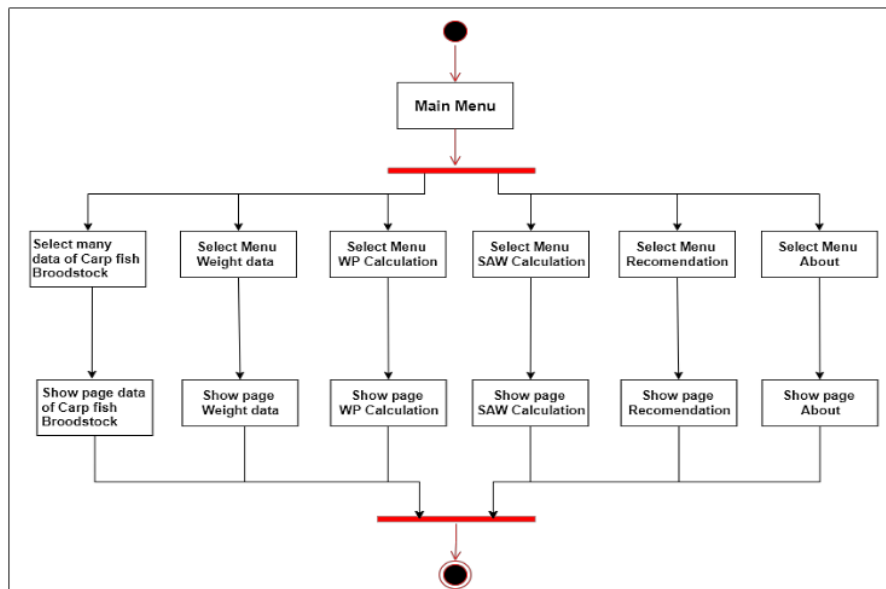 Main Menu
Select many
data of Carp fish
Broodstock
Select Menu
Weight data
Select Menu
WP Calculation
Select Menu
SAW Calculation
Select Menu
Recomendation
Select Menu
About
Show page data
of Carp fish
Broodstock
Show page
Weight data
Show page
WP Calculation
Show page
SAW Calculation
Show page
Recomendation
Show page
About